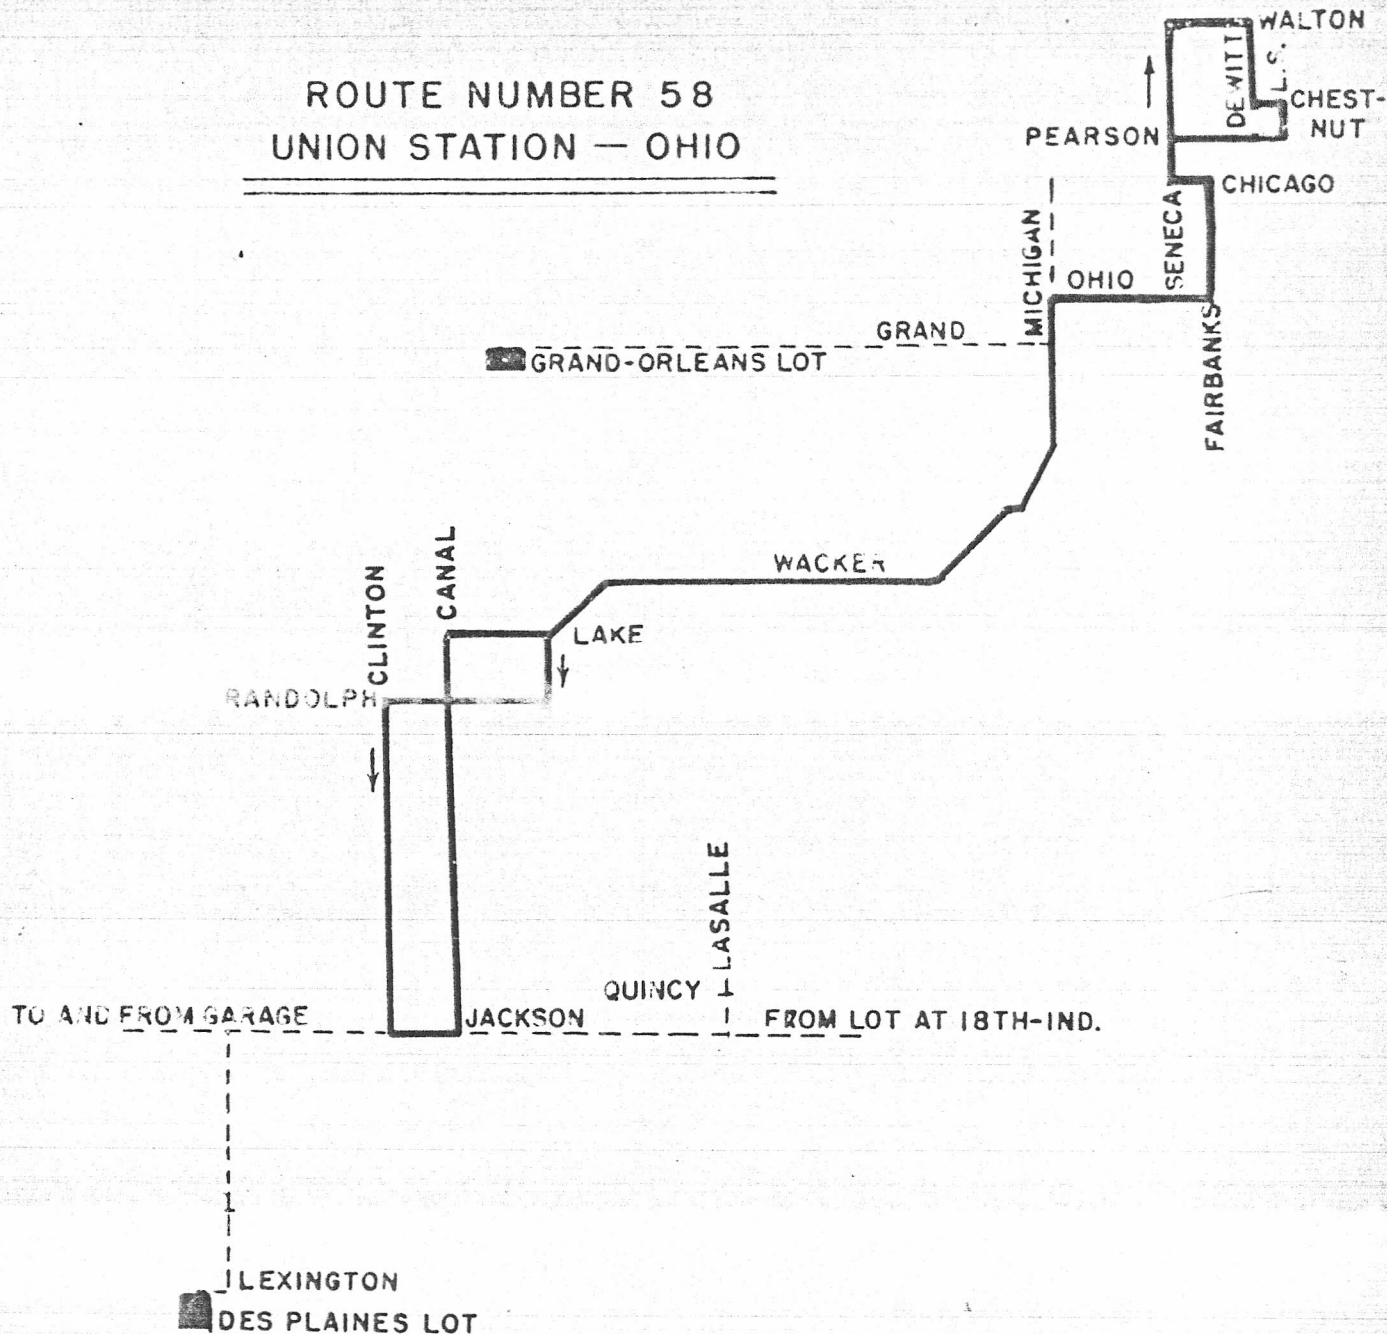 ROUTE NUMBER 58
UNION STATION — OHIO
WALTON
DEWITT
L.S.
CHEST-
NUT
PEARSON
CHICAGO
SENECA
MICHIGAN
OHIO
FAIRBANKS
GRAND
GRAND-ORLEANS LOT
WACKER
CANAL
CLINTON
LAKE
RANDOLPH
LASALLE
QUINCY
TO AND FROM GARAGE
JACKSON
FROM LOT AT 18TH-IND.
LEXINGTON
DES PLAINES LOT